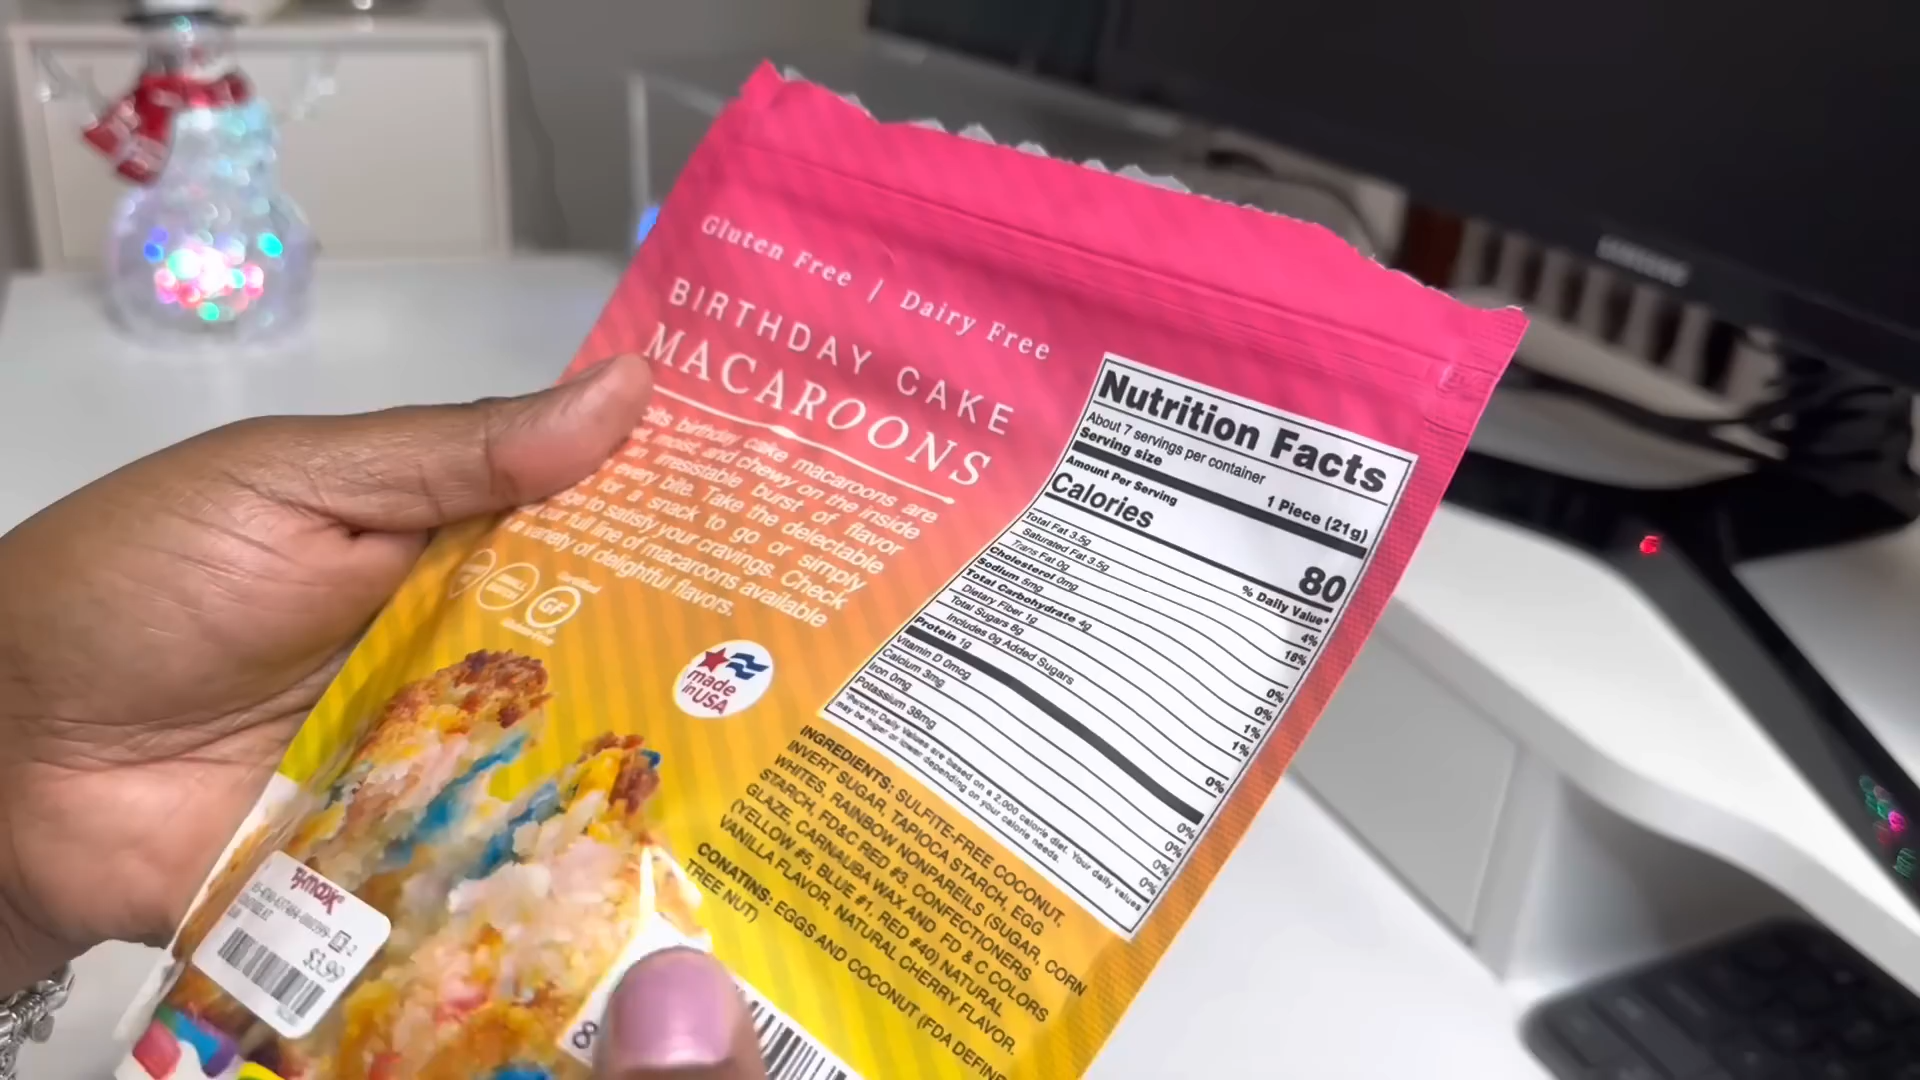 SAMSUNG
Gluten Free | Dairy Free
BIRTHDAY CAKE
MACAROONS
birthday cake macaroons are
moist, and chewy on the inside
an irresistable burst of flavor
every bite. Take the delectable
for a snack to go or simply
to satisfy your cravings. Check
our full line of macaroons available
variety of delightful flavors.
GF
Gluten-Free
made
in USA
Nutrition Facts
About 7 servings per container
Serving size 1 Piece (21g)
Amount Per Serving
Calories 80
% Daily Value*
Total Fat 3.5g 4%
Saturated Fat 3.5g 18%
Trans Fat 0g
Cholesterol 0mg 0%
Sodium 5mg 0%
Total Carbohydrate 4g 1%
Dietary Fiber 1g 1%
Total Sugars 8g
Includes 0g Added Sugars 0%
Protein 1g
Vitamin D 0mcg 0%
Calcium 3mg 0%
Iron 0mg 0%
Potassium 38mg 0%
*Percent Daily Values are based on a 2,000 calorie diet. Your daily values
may be higher or lower depending on your calorie needs.
INGREDIENTS: SULFITE-FREE COCONUT,
INVERT SUGAR, TAPIOCA STARCH, EGG
WHITES, RAINBOW NONPAREILS (SUGAR, CORN
STARCH, FD&C RED #3, CONFECTIONERS
GLAZE, CARNAUBA WAX AND FD & C COLORS
(YELLOW #5, BLUE #1, RED #40) NATURAL
VANILLA FLAVOR, NATURAL CHERRY FLAVOR.
CONATINS: EGGS AND COCONUT (FDA DEFINE
TREE NUT)
T.J.maxx
$3.99
8